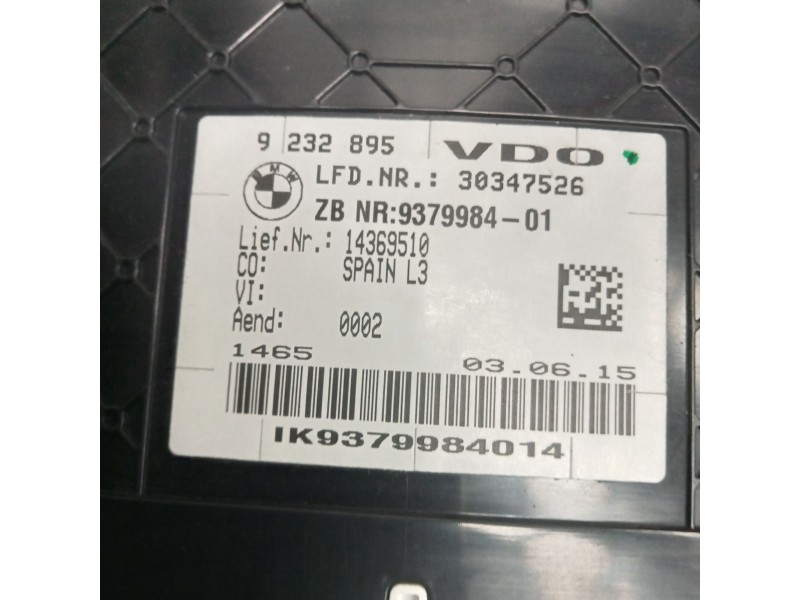 9 232 895 VDO
BMW
LFD.NR.: 30347526
ZB NR:9379984-01
Lief.Nr.: 14369510
CO: SPAIN L3
VI:
Aend: 0002
1465 03.06.15
IK9379984014